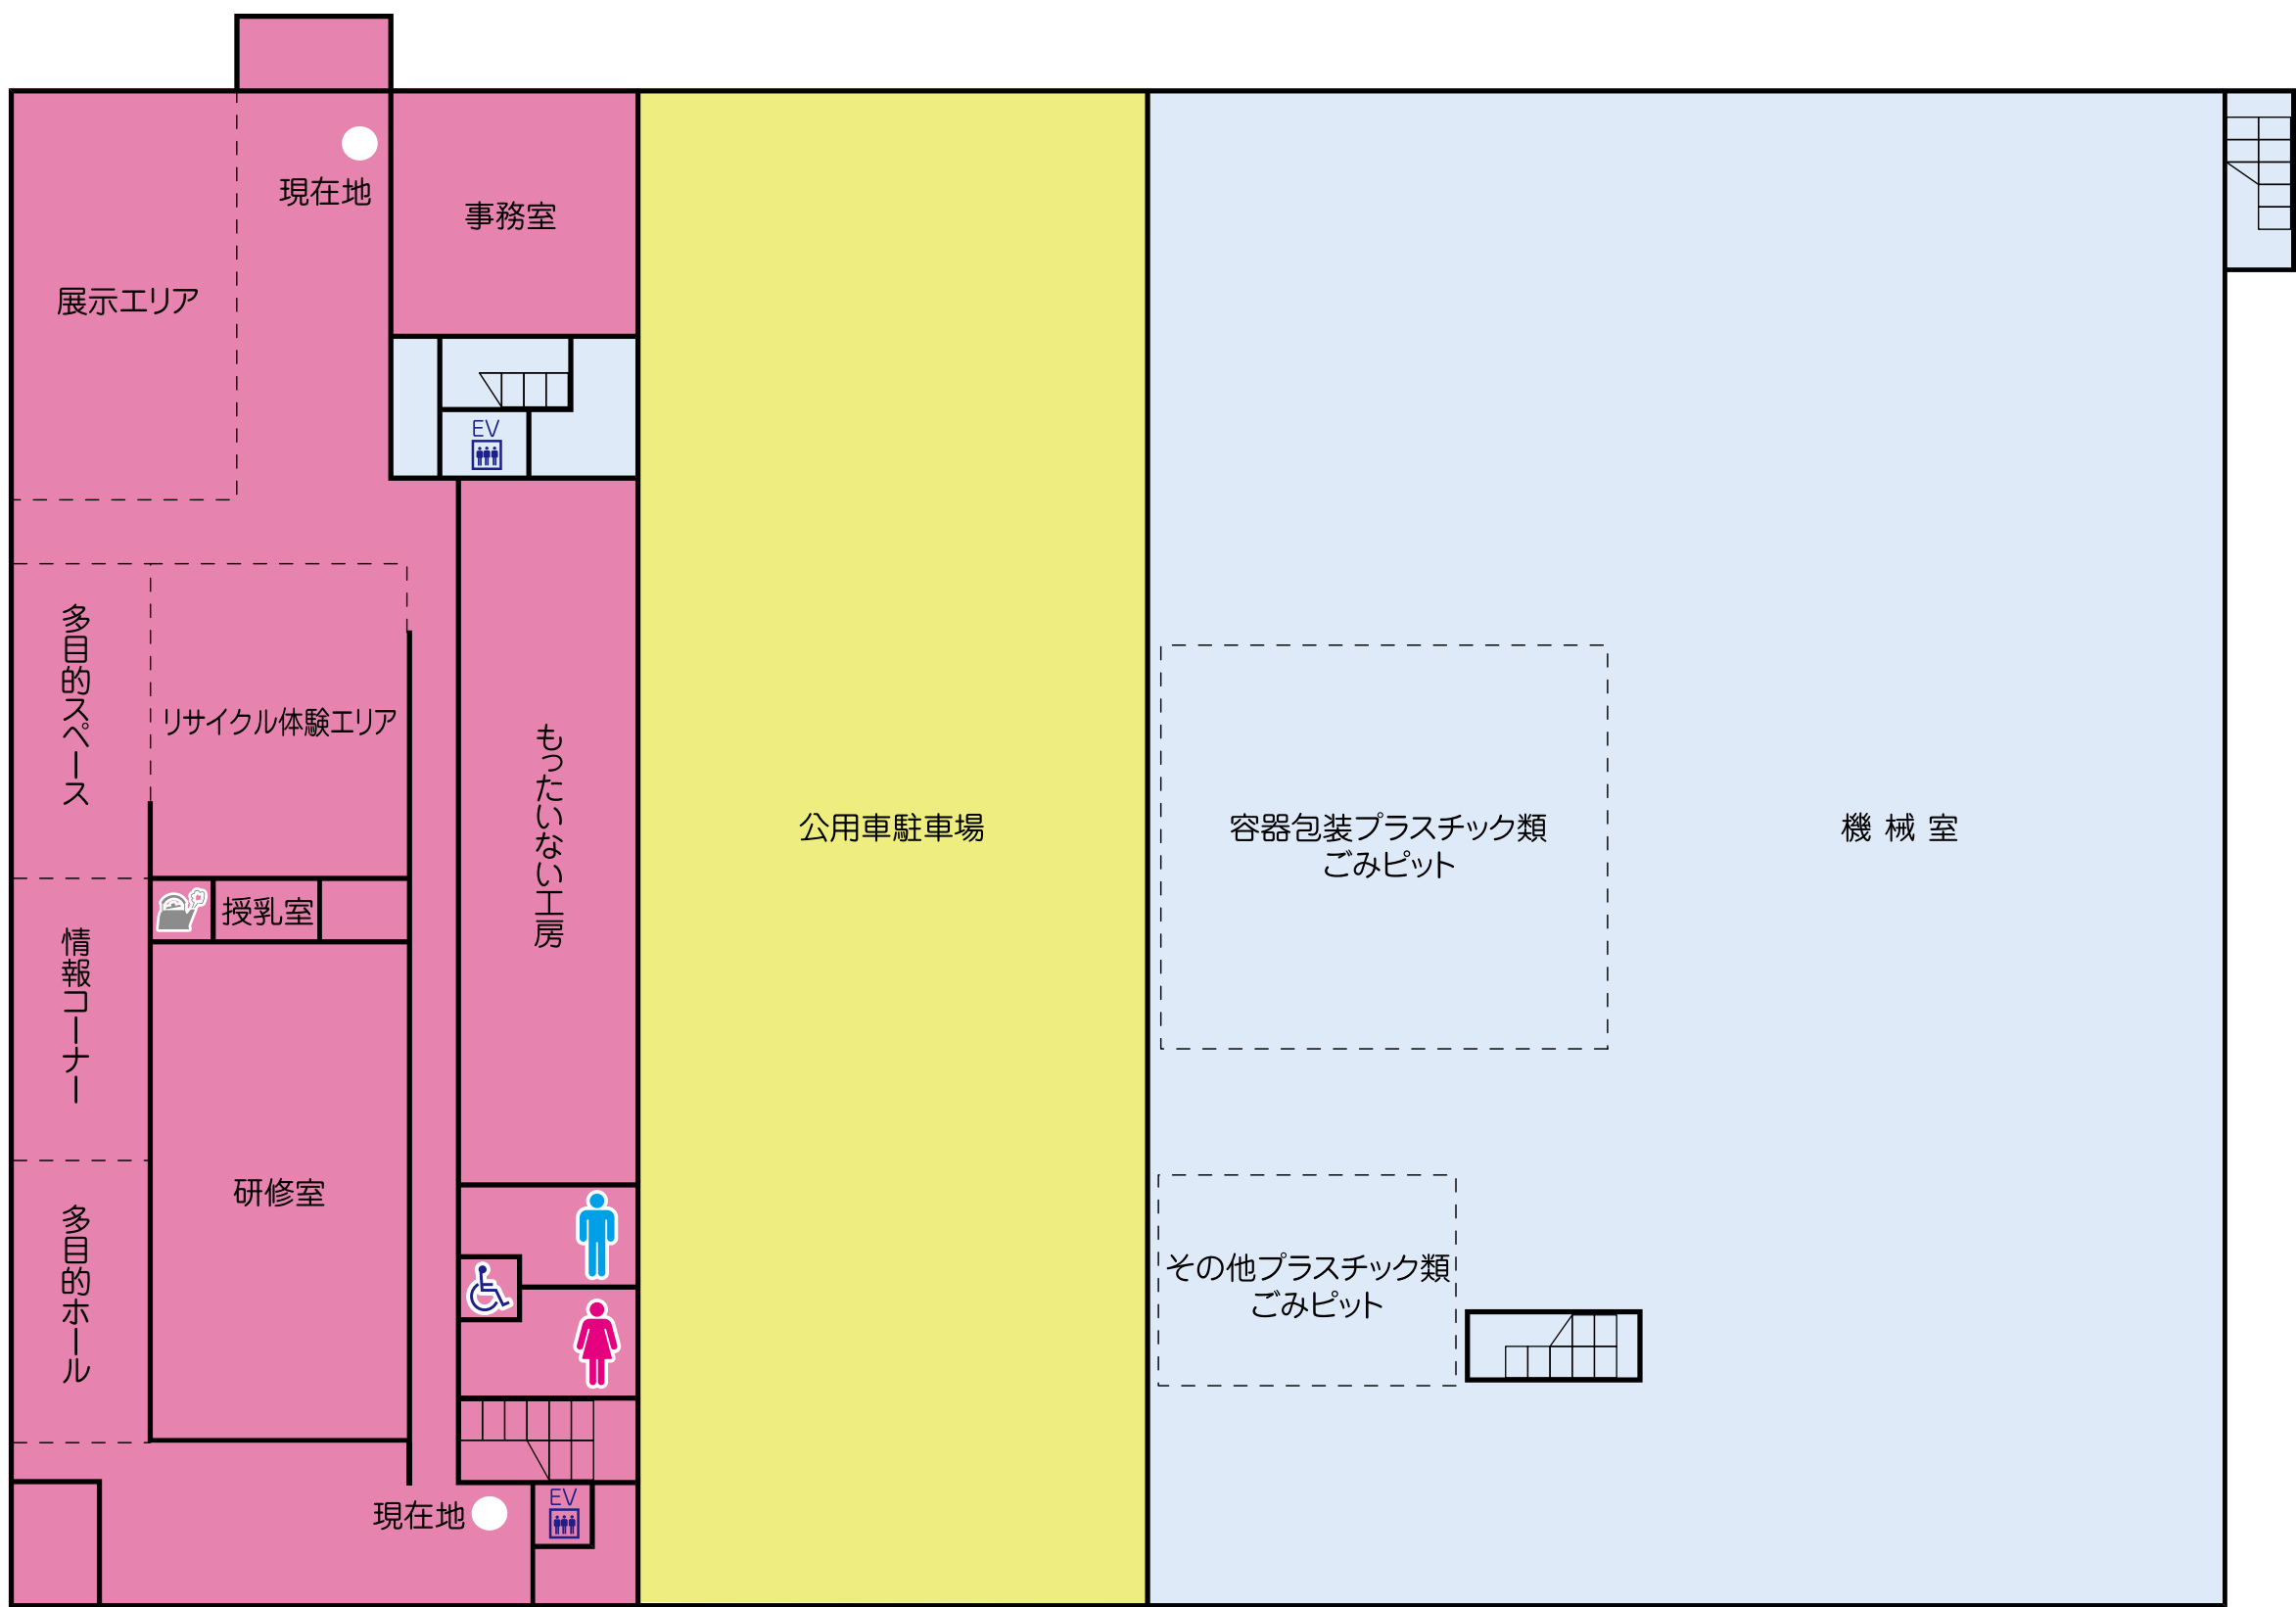 現在地
事務室
展示エリア
EV
多目的スペース
リサイクル体験エリア
もったいない工房
公用車駐車場
容器包装プラスチック類
ごみピット
機械室
授乳室
情報コーナー
研修室
多目的ホール
その他プラスチック類
ごみピット
現在地
EV